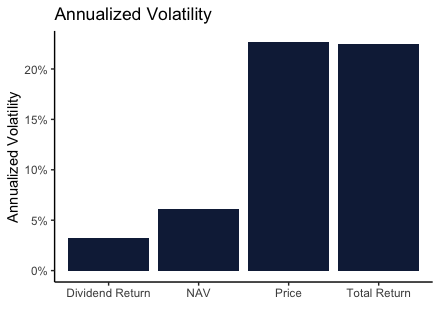 Annualized Volatility
Annualized Volatility
20%
15%
10%
5%
0%
Dividend Return NAV Price Total Return